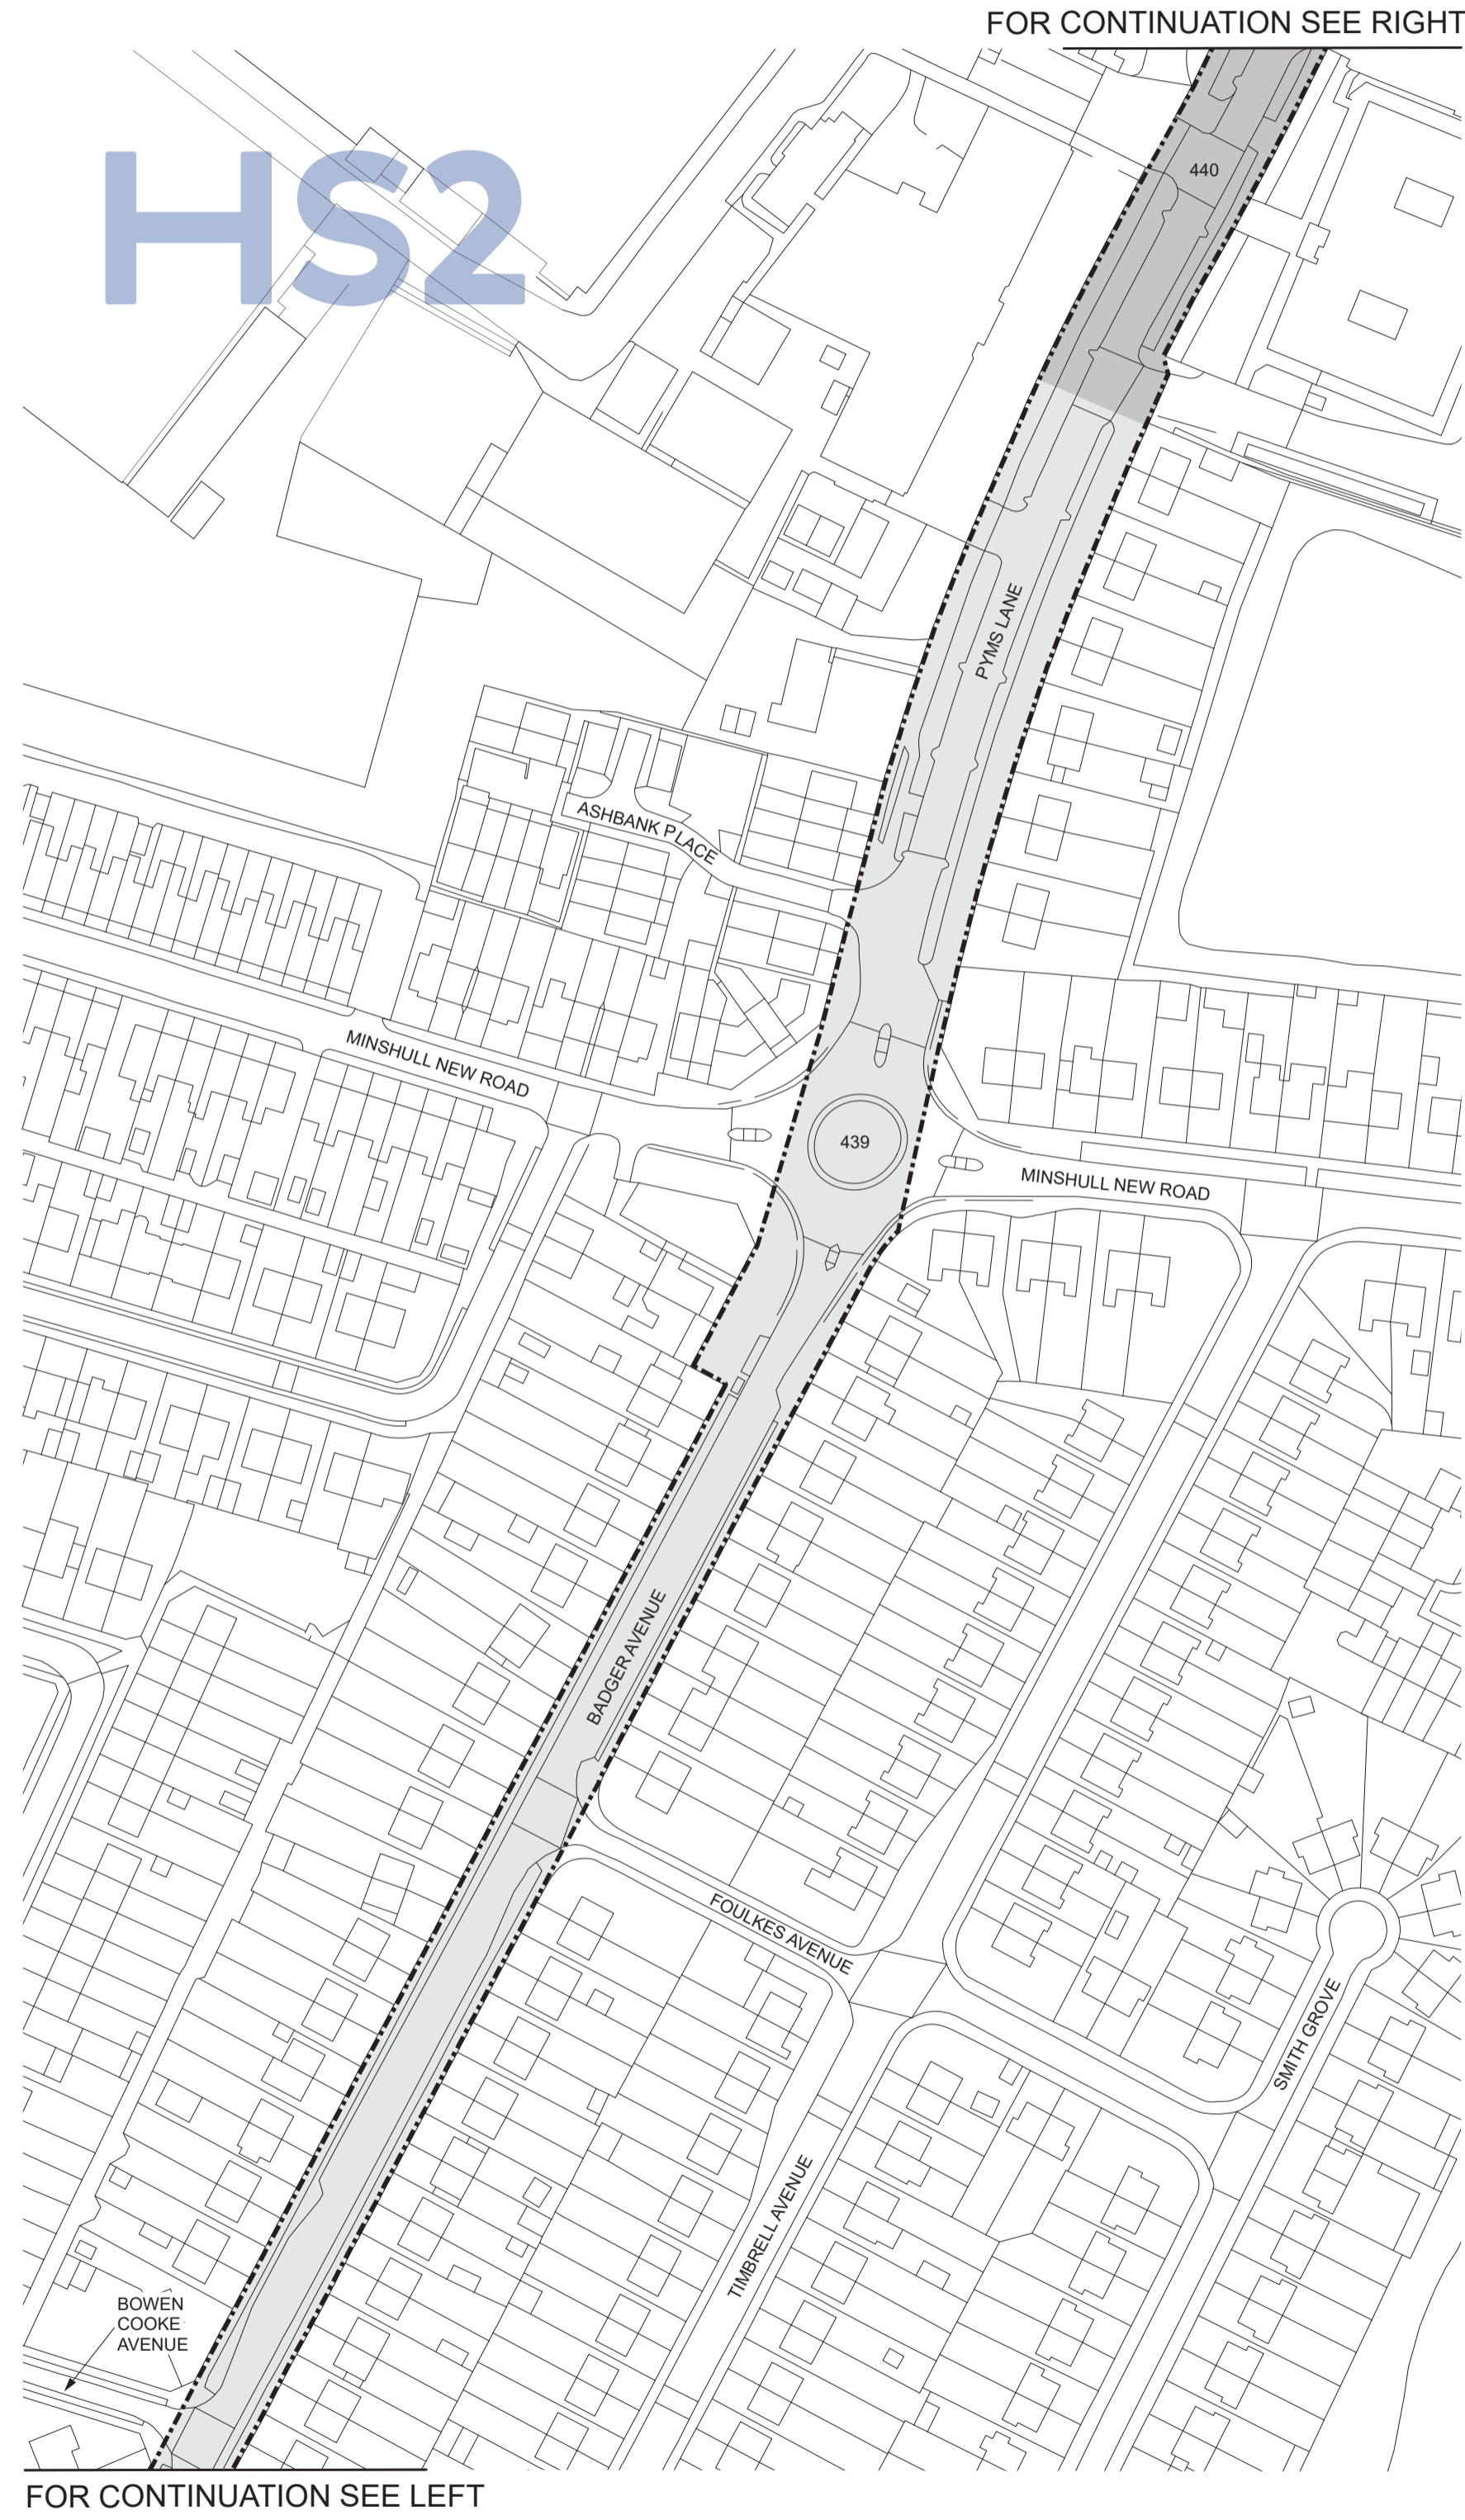 FOR CONTINUATION SEE RIGHT
HS2
440
PYMS LANE
ASHBANK PLACE
MINSHULL NEW ROAD
439
MINSHULL NEW ROAD
BADGER AVENUE
FOULKES AVENUE
SMITH GROVE
TIMBRELL AVENUE
BOWEN
COOKE
AVENUE
FOR CONTINUATION SEE LEFT